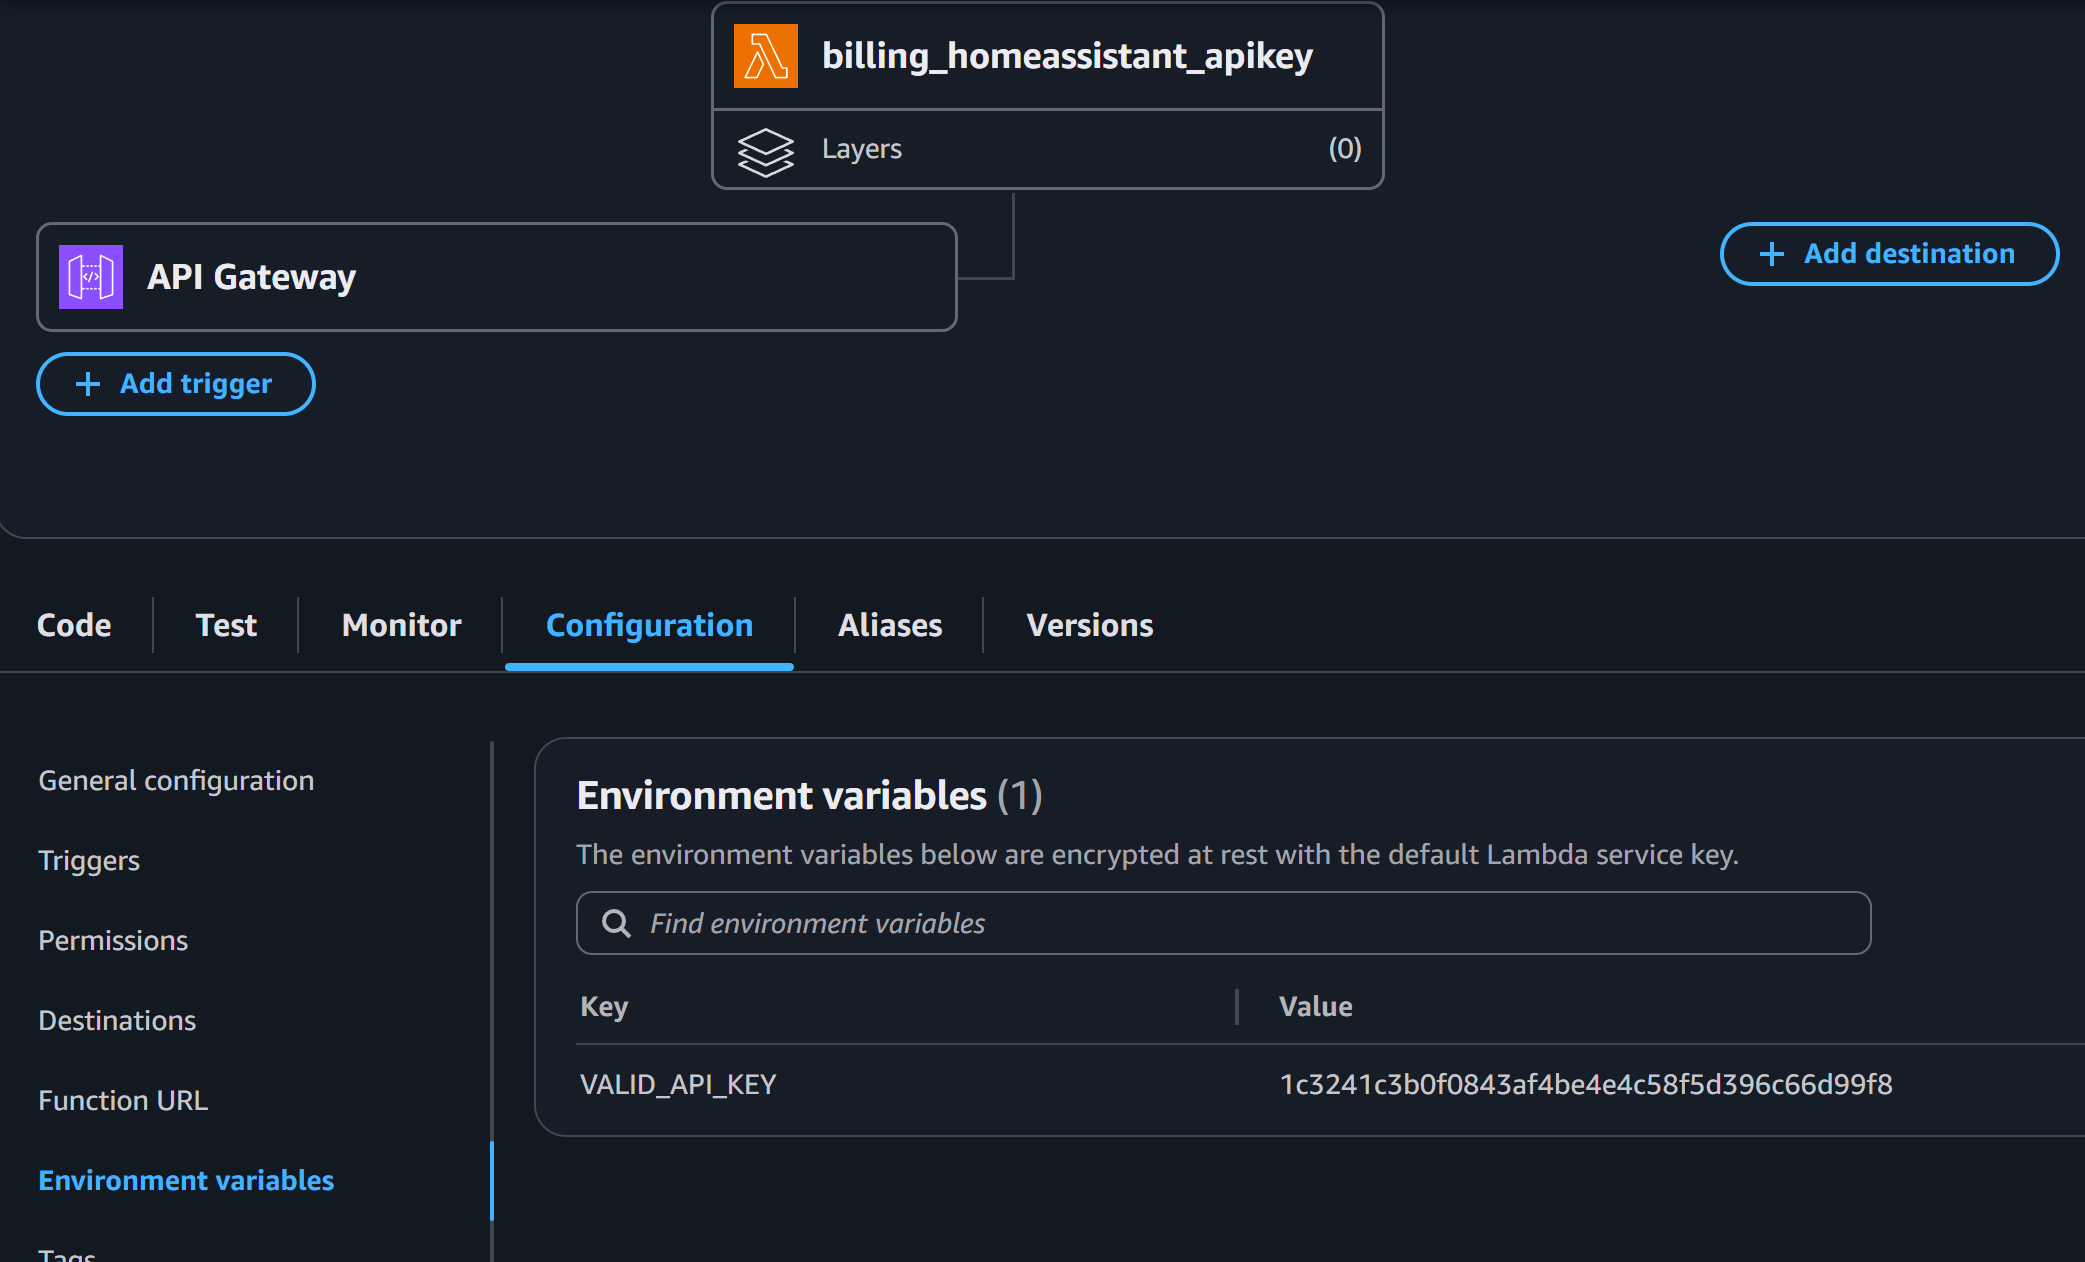 billing_homeassistant_apikey
Layers (0)
API Gateway
+ Add destination
+ Add trigger
Code Test Monitor Configuration Aliases Versions
General configuration
Triggers
Permissions
Destinations
Function URL
Environment variables
Tags
Environment variables (1)
The environment variables below are encrypted at rest with the default Lambda service key.
Find environment variables
Key Value
VALID_API_KEY 1c3241c3b0f0843af4be4e4c58f5d396c66d99f8